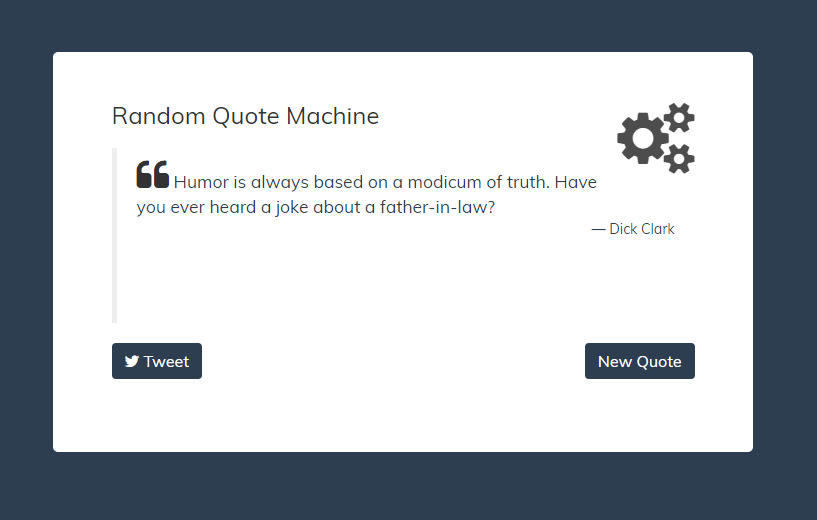 Random Quote Machine
Humor is always based on a modicum of truth. Have
you ever heard a joke about a father-in-law?
— Dick Clark
Tweet
New Quote